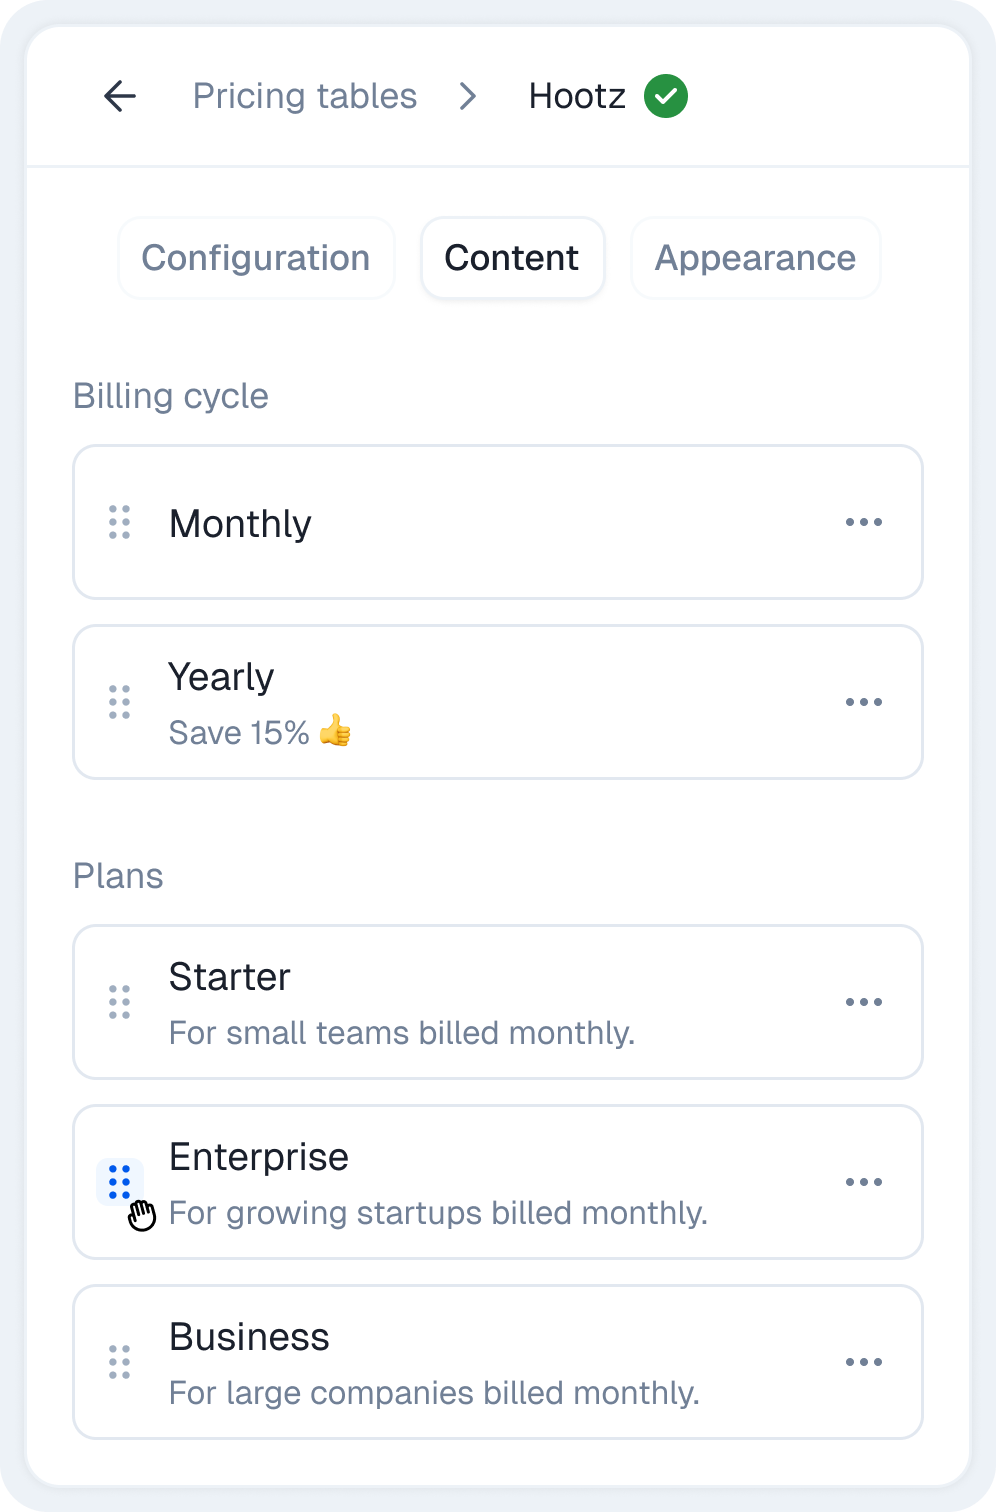 Pricing tables > Hootz
Configuration Content Appearance
Billing cycle
Monthly
Yearly
Save 15% 👍
Plans
Starter
For small teams billed monthly.
Enterprise
For growing startups billed monthly.
Business
For large companies billed monthly.